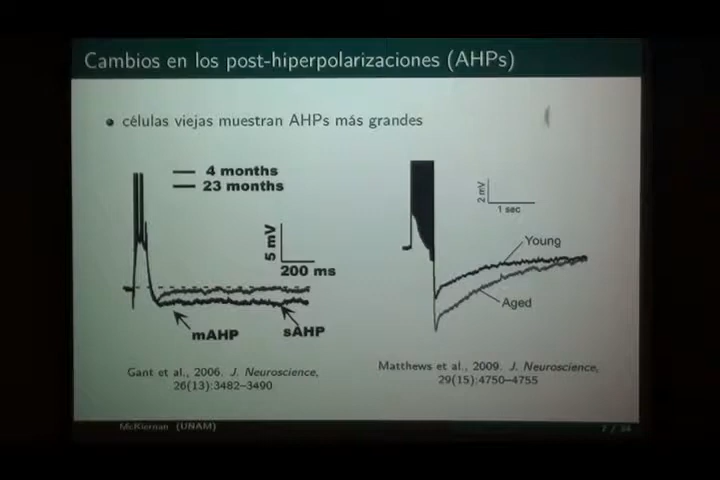 Cambios en los post-hiperpolarizaciones (AHPs)
células viejas muestran AHPs más grandes
4 months
23 months
5 mV
200 ms
mAHP
sAHP
Gant et al., 2006. J. Neuroscience,
26(13):3482–3490
2 mV
1 sec
Young
Aged
Matthews et al., 2009. J. Neuroscience,
29(15):4750–4755
McKiernan (UNAM)